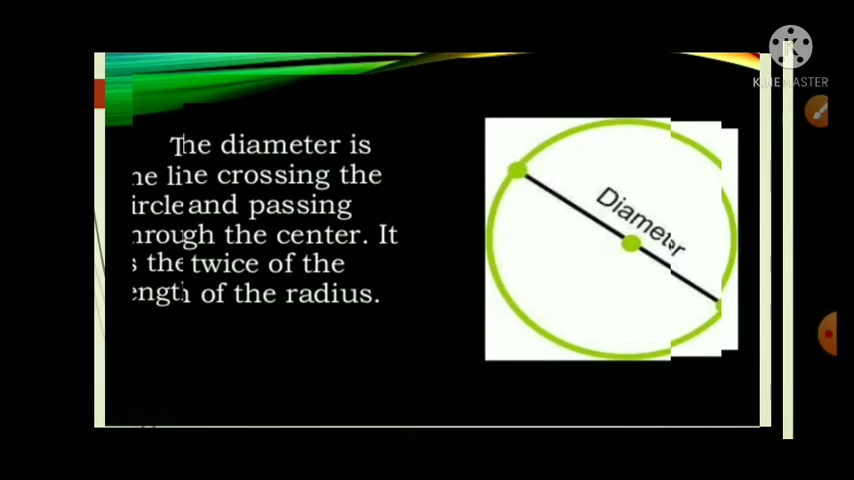 The diameter is
he line crossing the
ircle and passing
hrough the center. It
s the twice of the
ength of the radius.
Diameter
KINEMASTER